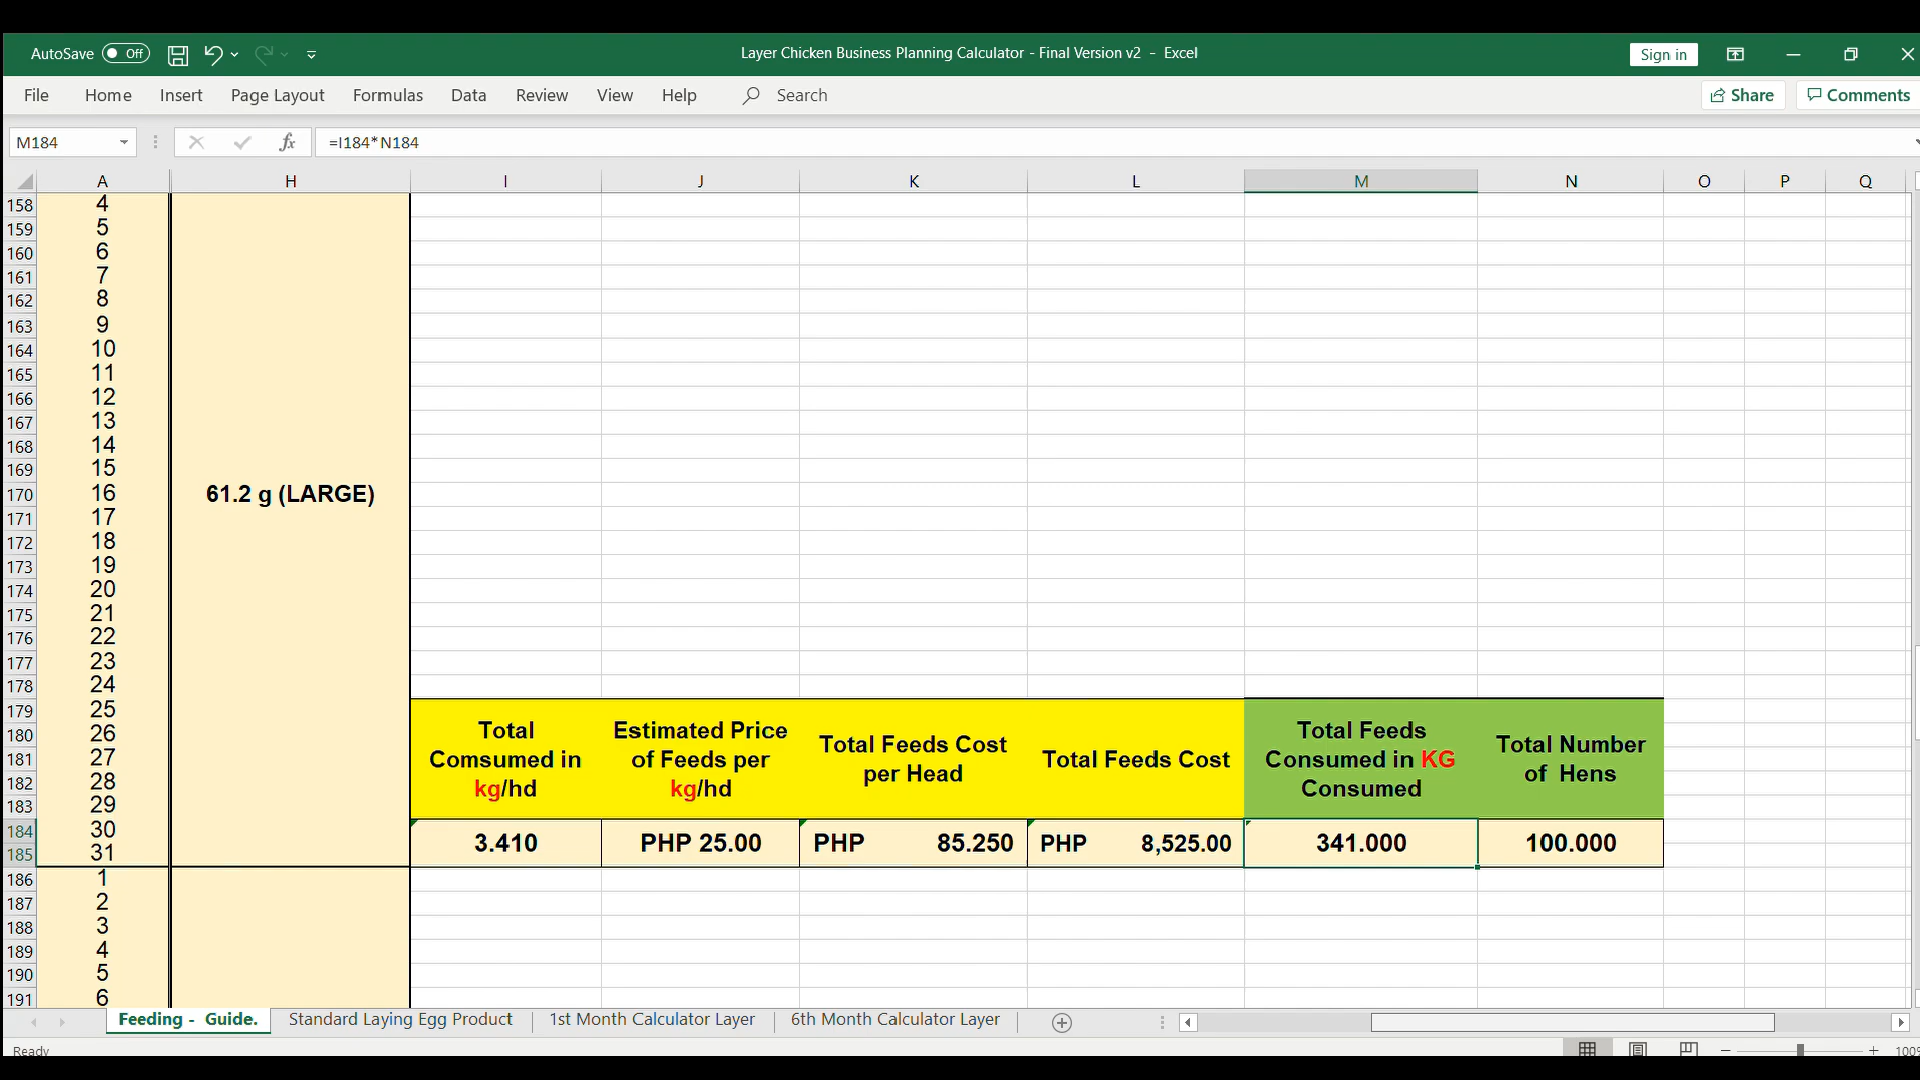 AutoSave Off Layer Chicken Business Planning Calculator - Final Version v2 - Excel Sign in
File Home Insert Page Layout Formulas Data Review View Help Search Share Comments
M184 fx =I184*N184
A H I J K L M N O P Q
158 4
159 5
160 6
161 7
162 8
163 9
164 10
165 11
166 12
167 13
168 14
169 15
170 16 61.2 g (LARGE)
171 17
172 18
173 19
174 20
175 21
176 22
177 23
178 24
179 25
180 26
181 27
182 28
183 29
184 30
185 31
Total
Comsumed in
kg/hd
Estimated Price
of Feeds per
kg/hd
Total Feeds Cost
per Head
Total Feeds Cost
Total Feeds
Consumed in KG
Consumed
Total Number
of Hens
3.410 PHP 25.00 PHP 85.250 PHP 8,525.00 341.000 100.000
186 1
187 2
188 3
189 4
190 5
191 6
Feeding - Guide. Standard Laying Egg Product 1st Month Calculator Layer 6th Month Calculator Layer
Ready 100%